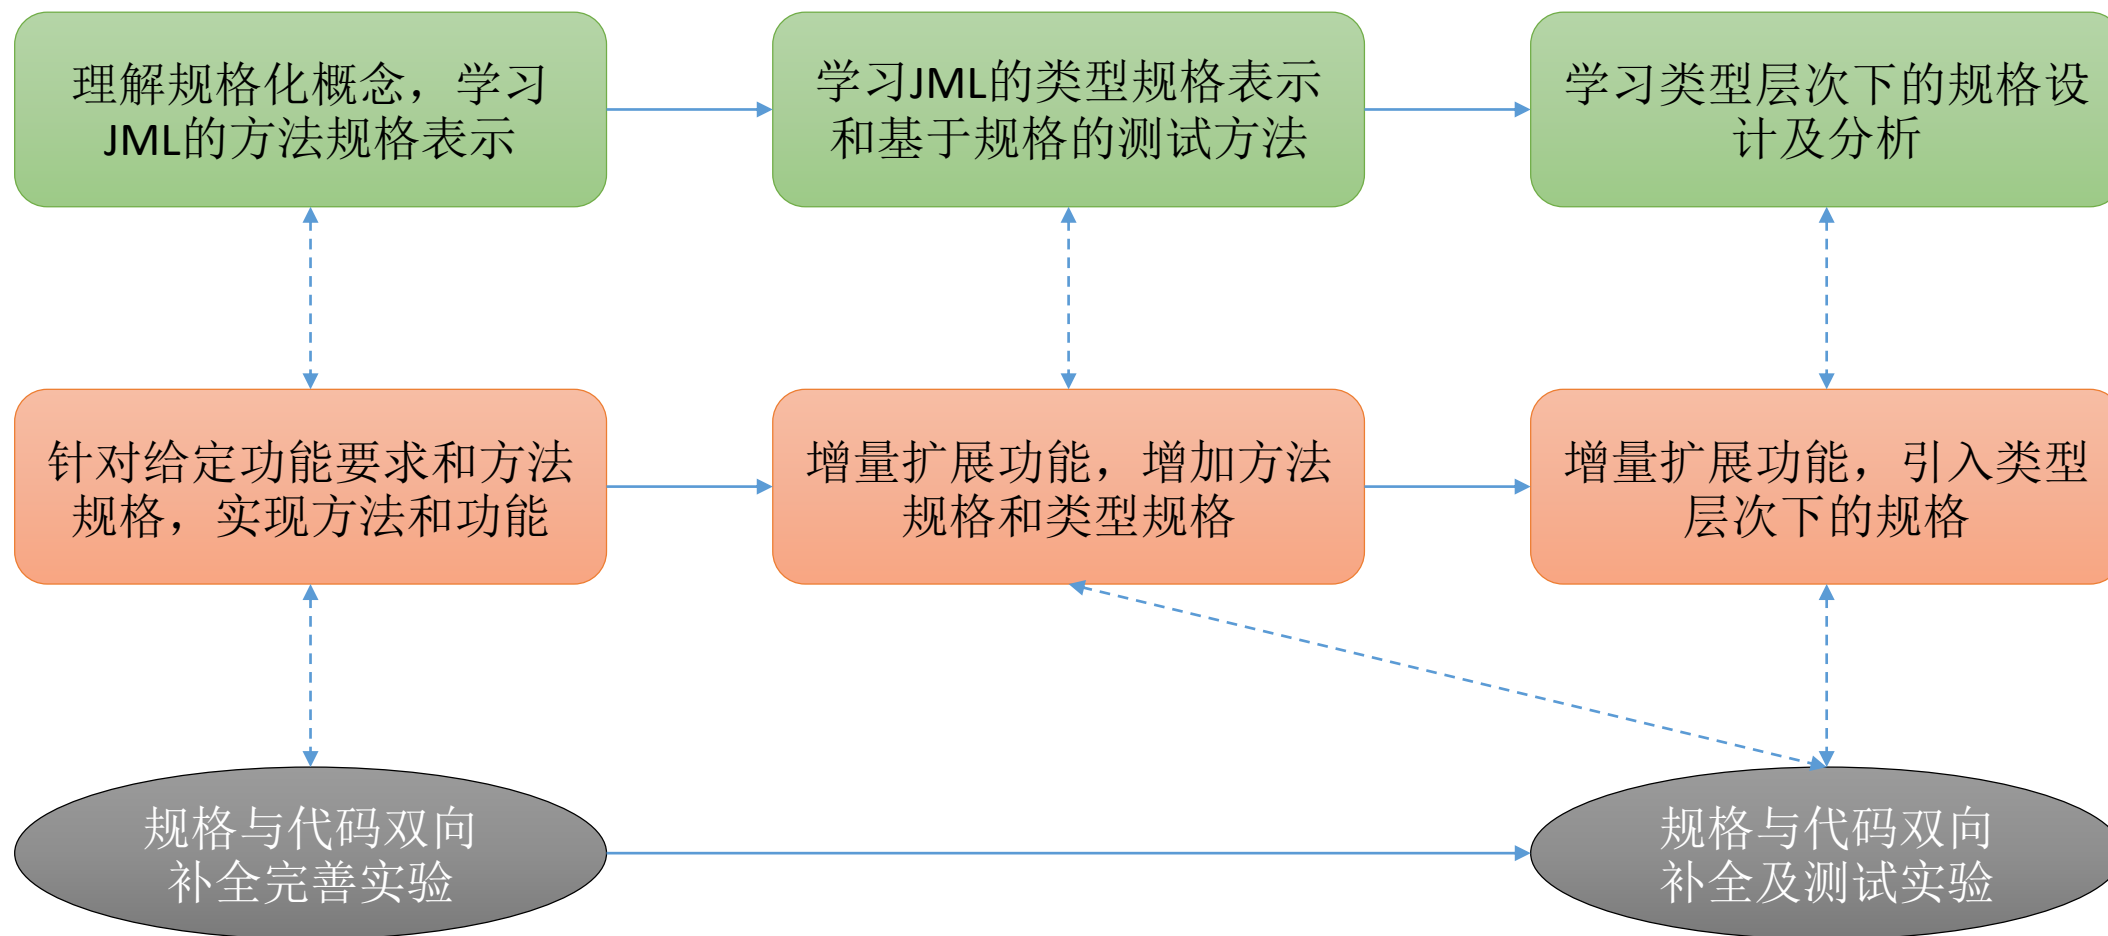 理解规格化概念，学习
JML的方法规格表示
学习JML的类型规格表示
和基于规格的测试方法
学习类型层次下的规格设
计及分析
针对给定功能要求和方法
规格，实现方法和功能
增量扩展功能，增加方法
规格和类型规格
增量扩展功能，引入类型
层次下的规格
规格与代码双向
补全完善实验
规格与代码双向
补全及测试实验